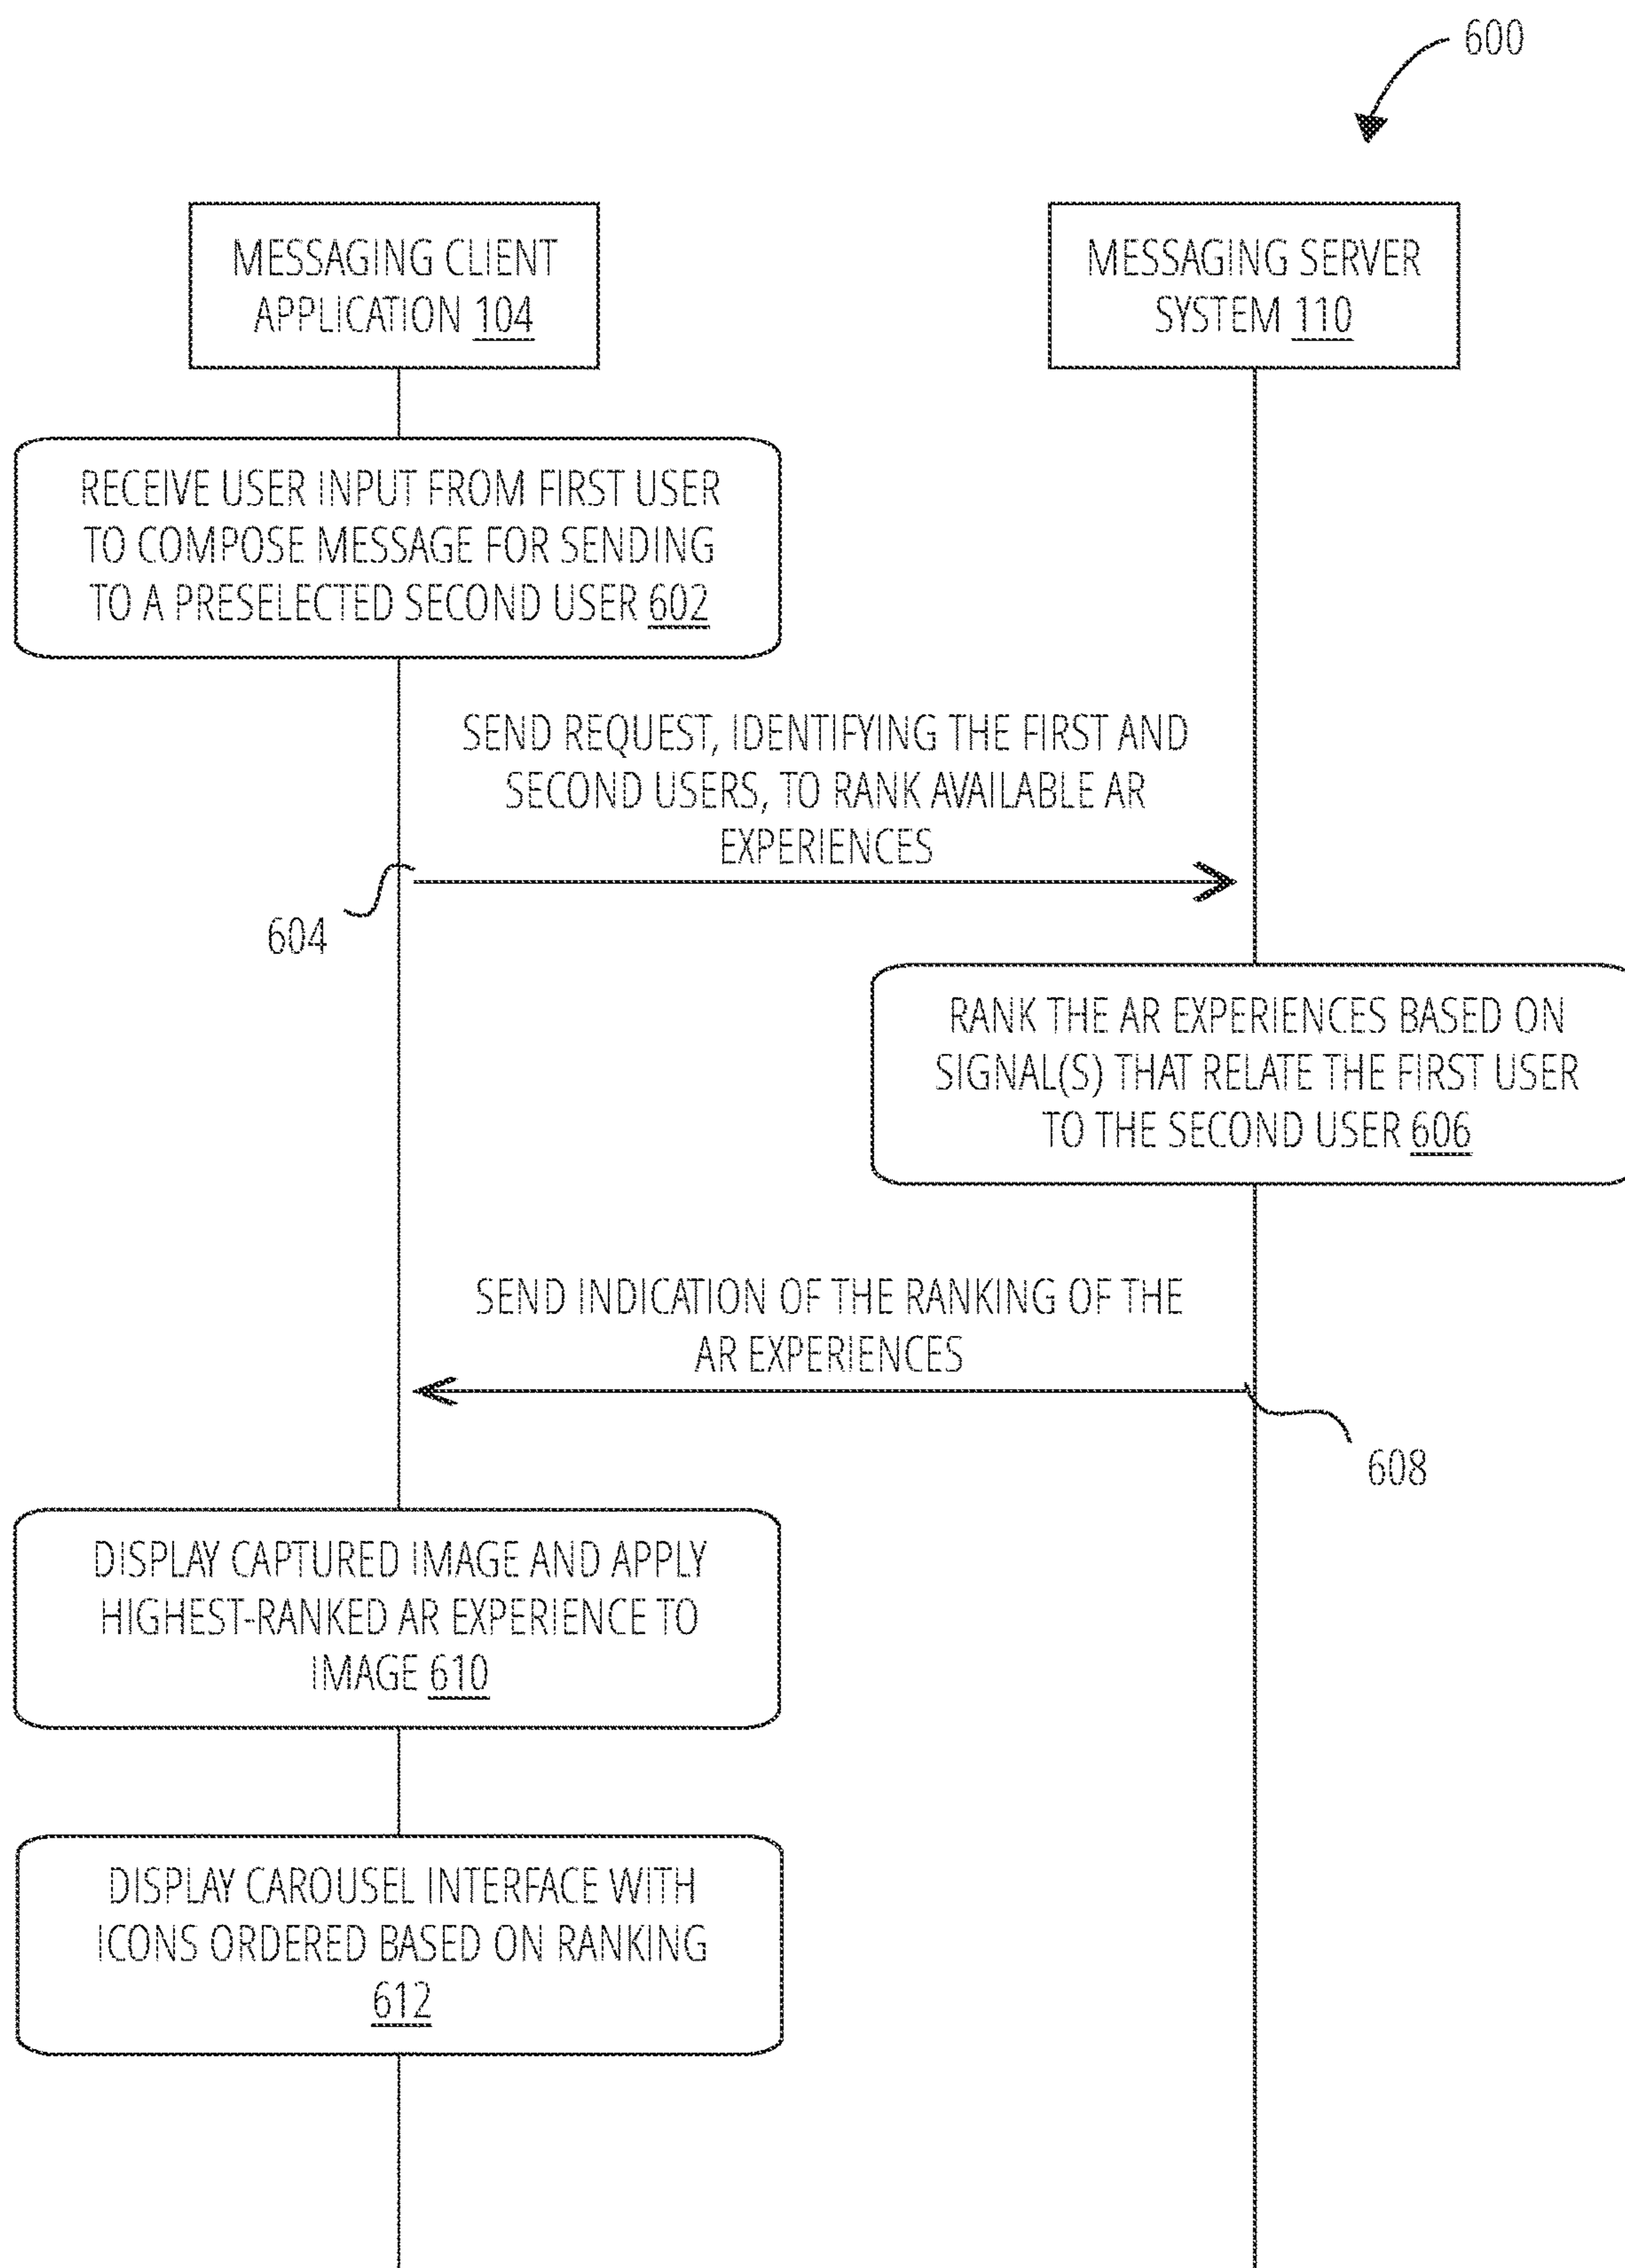 600
MESSAGING CLIENT
APPLICATION 104
MESSAGING SERVER
SYSTEM 110
RECEIVE USER INPUT FROM FIRST USER
TO COMPOSE MESSAGE FOR SENDING
TO A PRESELECTED SECOND USER 602
SEND REQUEST, IDENTIFYING THE FIRST AND
SECOND USERS, TO RANK AVAILABLE AR
EXPERIENCES
604
RANK THE AR EXPERIENCES BASED ON
SIGNAL(S) THAT RELATE THE FIRST USER
TO THE SECOND USER 606
SEND INDICATION OF THE RANKING OF THE
AR EXPERIENCES
608
DISPLAY CAPTURED IMAGE AND APPLY
HIGHEST-RANKED AR EXPERIENCE TO
IMAGE 610
DISPLAY CAROUSEL INTERFACE WITH
ICONS ORDERED BASED ON RANKING
612